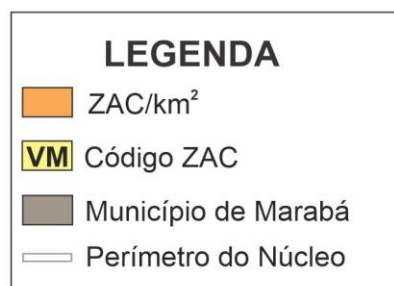 LEGENDA
ZAC/km²
VM Código ZAC
Município de Marabá
Perímetro do Núcleo